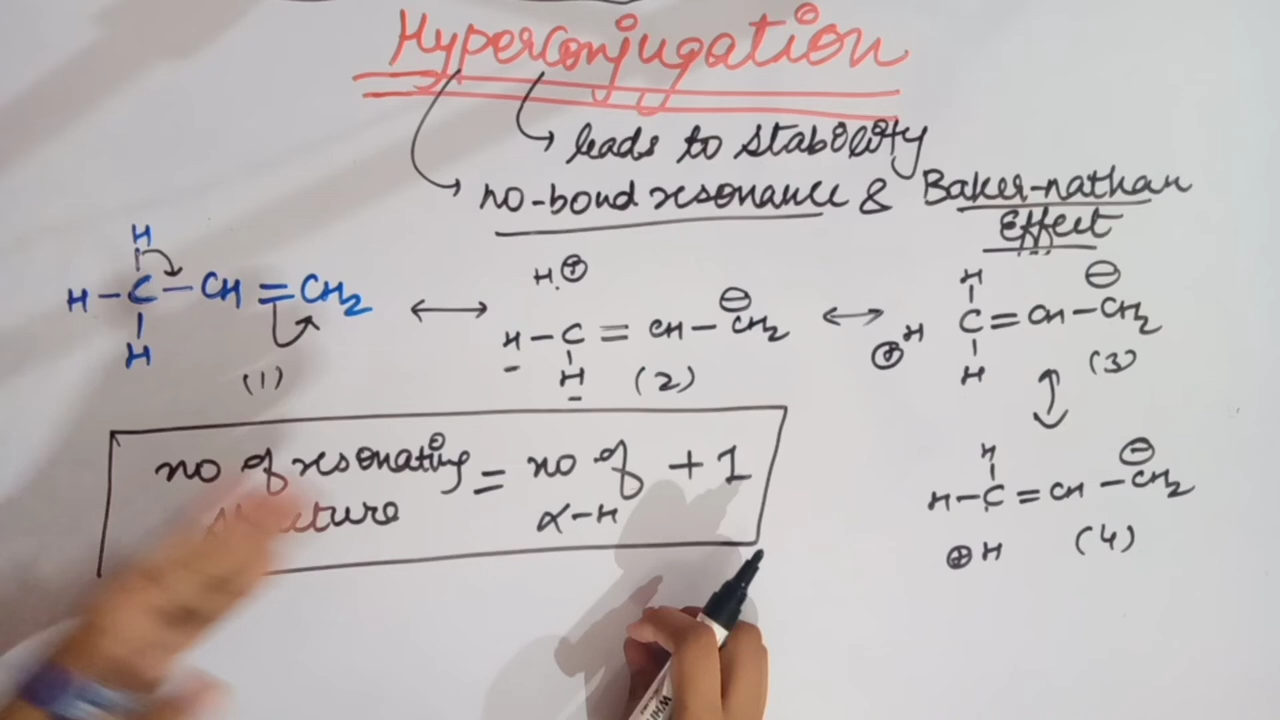 Hyperconjugation
leads to stability
no-bond resonance & Baker-nathan
Effect
H
H-C-CH=CH2
H
(1)
H ⊕
H-C=CH-CH2 ⊖
H
(2)
H ⊖
⊕ H C=CH-CH2
H
(3)
H ⊖
H-C=CH-CH2
⊕ H
(4)
no of resonating = no of + 1
α-H